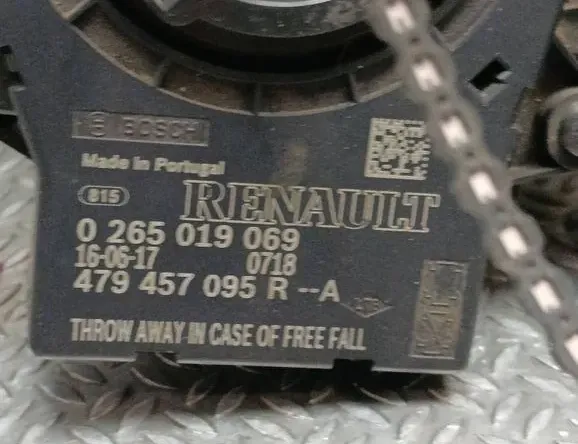 BOSCH
Made in Portugal
815
RENAULT
0 265 019 069
16-06-17 0718
479 457 095 R --A
THROW AWAY IN CASE OF FREE FALL